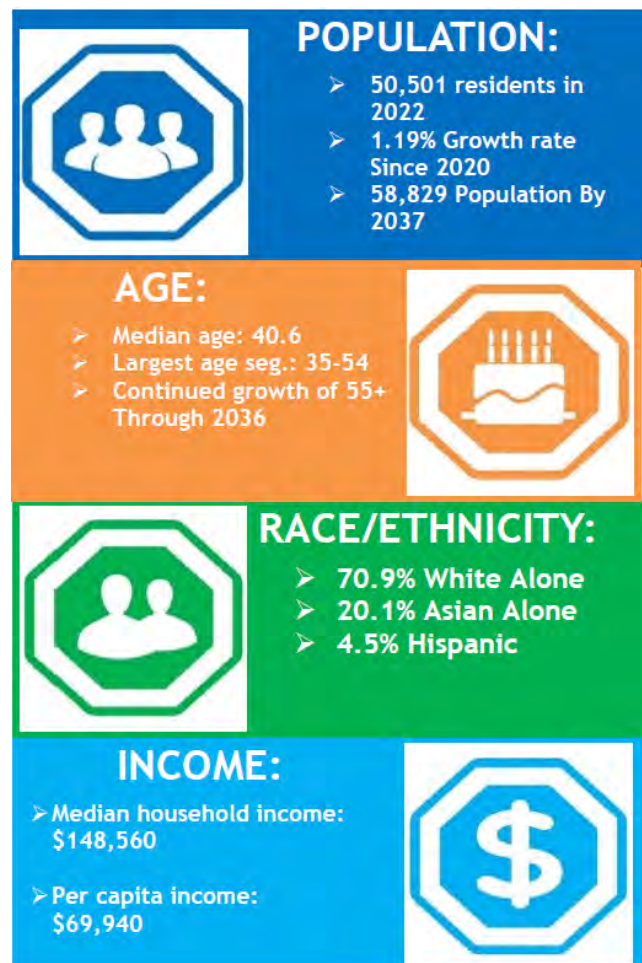 POPULATION:
➢ 50,501 residents in
2022
➢ 1.19% Growth rate
Since 2020
➢ 58,829 Population By
2037
AGE:
➢ Median age: 40.6
➢ Largest age seg.: 35-54
➢ Continued growth of 55+
Through 2036
RACE/ETHNICITY:
➢ 70.9% White Alone
➢ 20.1% Asian Alone
➢ 4.5% Hispanic
INCOME:
➢ Median household income:
$148,560
➢ Per capita income:
$69,940
$